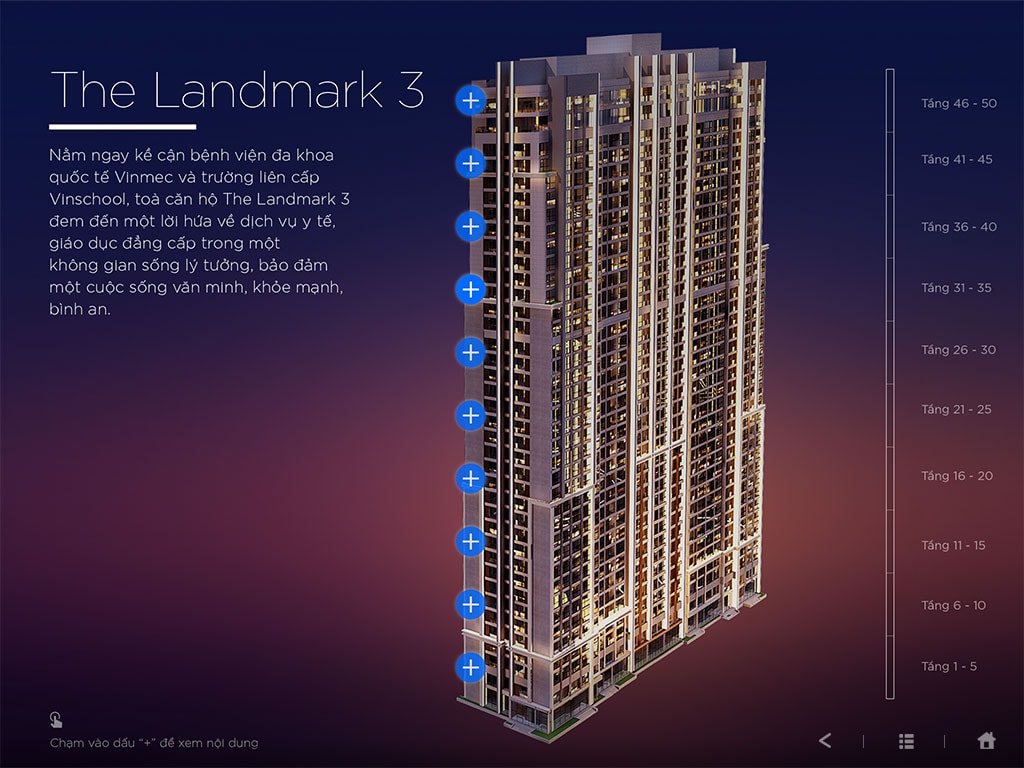 The Landmark 3
Nằm ngay kề cận bệnh viện đa khoa
quốc tế Vinmec và trường liên cấp
Vinschool, toà căn hộ The Landmark 3
đem đến một lời hứa về dịch vụ y tế,
giáo dục đẳng cấp trong một
không gian sống lý tưởng, bảo đảm
một cuộc sống văn minh, khỏe mạnh,
bình an.
Tầng 46 - 50
Tầng 41 - 45
Tầng 36 - 40
Tầng 31 - 35
Tầng 26 - 30
Tầng 21 - 25
Tầng 16 - 20
Tầng 11 - 15
Tầng 6 - 10
Tầng 1 - 5
Chạm vào dấu “+” để xem nội dung